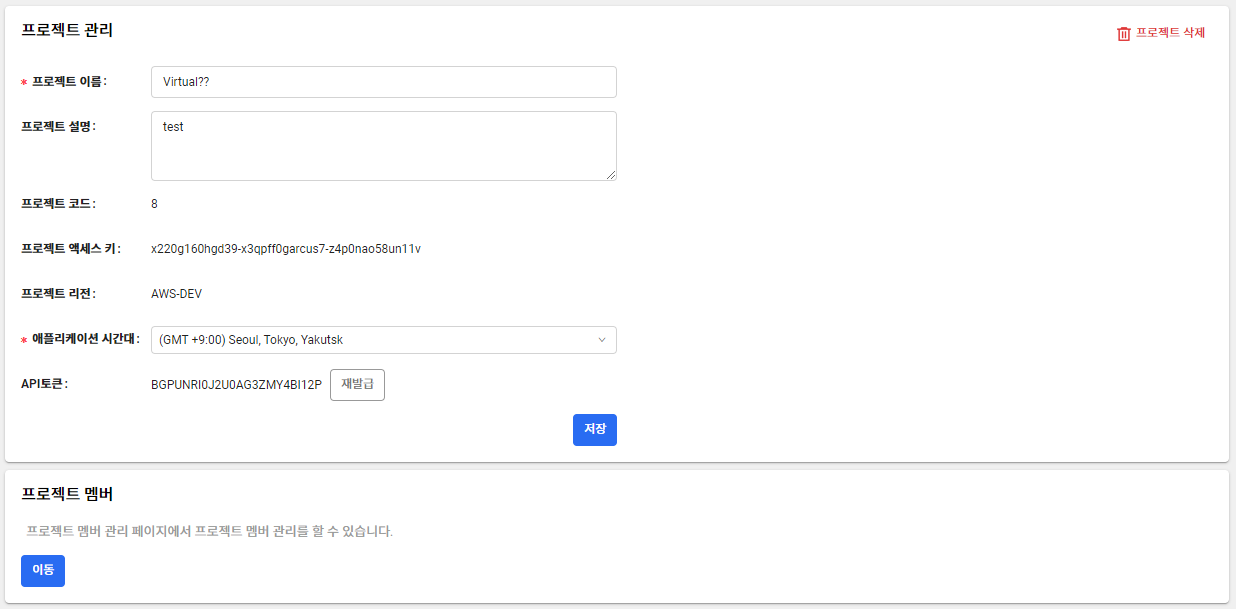 프로젝트 관리
프로젝트 삭제
* 프로젝트 이름 : Virtual??
프로젝트 설명 : test
프로젝트 코드 : 8
프로젝트 액세스 키 : x220g160hgd39-x3qpff0garcus7-z4p0nao58un11v
프로젝트 리전 : AWS-DEV
* 애플리케이션 시간대 : (GMT +9:00) Seoul, Tokyo, Yakutsk
API토큰 : BGPUNRI0J2U0AG3ZMY4BI12P 재발급
저장
프로젝트 멤버
프로젝트 멤버 관리 페이지에서 프로젝트 멤버 관리를 할 수 있습니다.
이동